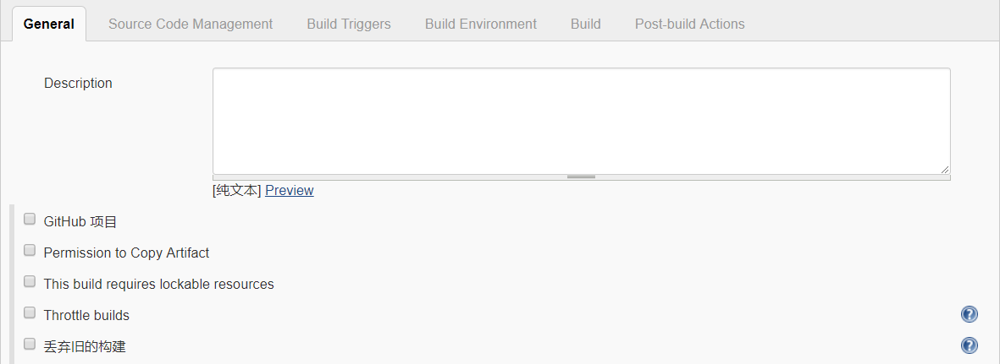 General Source Code Management Build Triggers Build Environment Build Post-build Actions
Description
[纯文本] Preview
GitHub 项目
Permission to Copy Artifact
This build requires lockable resources
Throttle builds
?
丢弃旧的构建
?